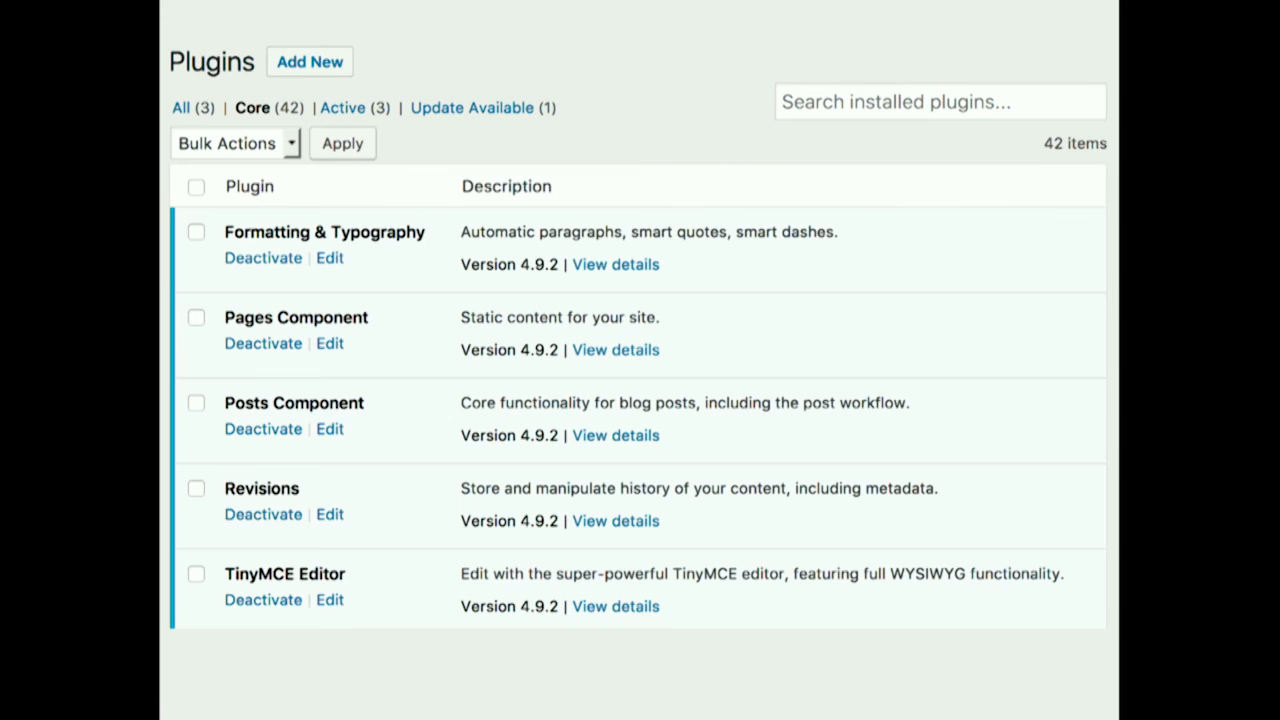 Plugins Add New
All (3) | Core (42) | Active (3) | Update Available (1)
Search installed plugins...
Bulk Actions Apply
42 items
Plugin Description
Formatting & Typography Automatic paragraphs, smart quotes, smart dashes.
Deactivate | Edit Version 4.9.2 | View details
Pages Component Static content for your site.
Deactivate | Edit Version 4.9.2 | View details
Posts Component Core functionality for blog posts, including the post workflow.
Deactivate | Edit Version 4.9.2 | View details
Revisions Store and manipulate history of your content, including metadata.
Deactivate | Edit Version 4.9.2 | View details
TinyMCE Editor Edit with the super-powerful TinyMCE editor, featuring full WYSIWYG functionality.
Deactivate | Edit Version 4.9.2 | View details